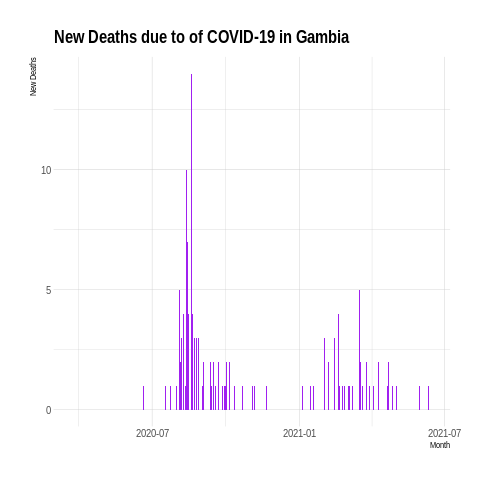 New Deaths due to of COVID-19 in Gambia
New Deaths
10
5
0
2020-07
2021-01
2021-07
Month